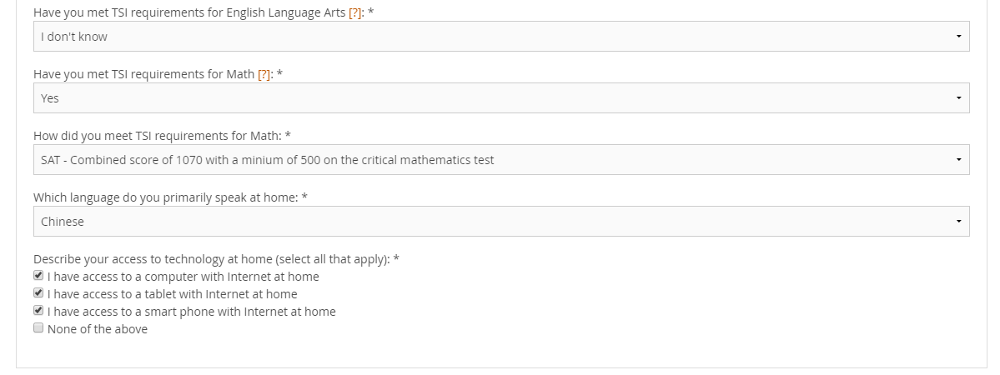 Have you met TSI requirements for English Language Arts [?]: *
I don't know
Have you met TSI requirements for Math [?]: *
Yes
How did you meet TSI requirements for Math: *
SAT - Combined score of 1070 with a minium of 500 on the critical mathematics test
Which language do you primarily speak at home: *
Chinese
Describe your access to technology at home (select all that apply): *
I have access to a computer with Internet at home
I have access to a tablet with Internet at home
I have access to a smart phone with Internet at home
None of the above